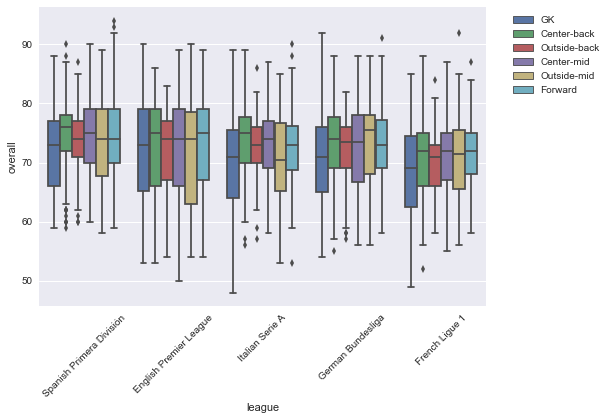 GK
Center-back
Outside-back
Center-mid
Outside-mid
Forward
overall
90
80
70
60
50
Spanish Primera División
English Premier League
Italian Serie A
German Bundesliga
French Ligue 1
league